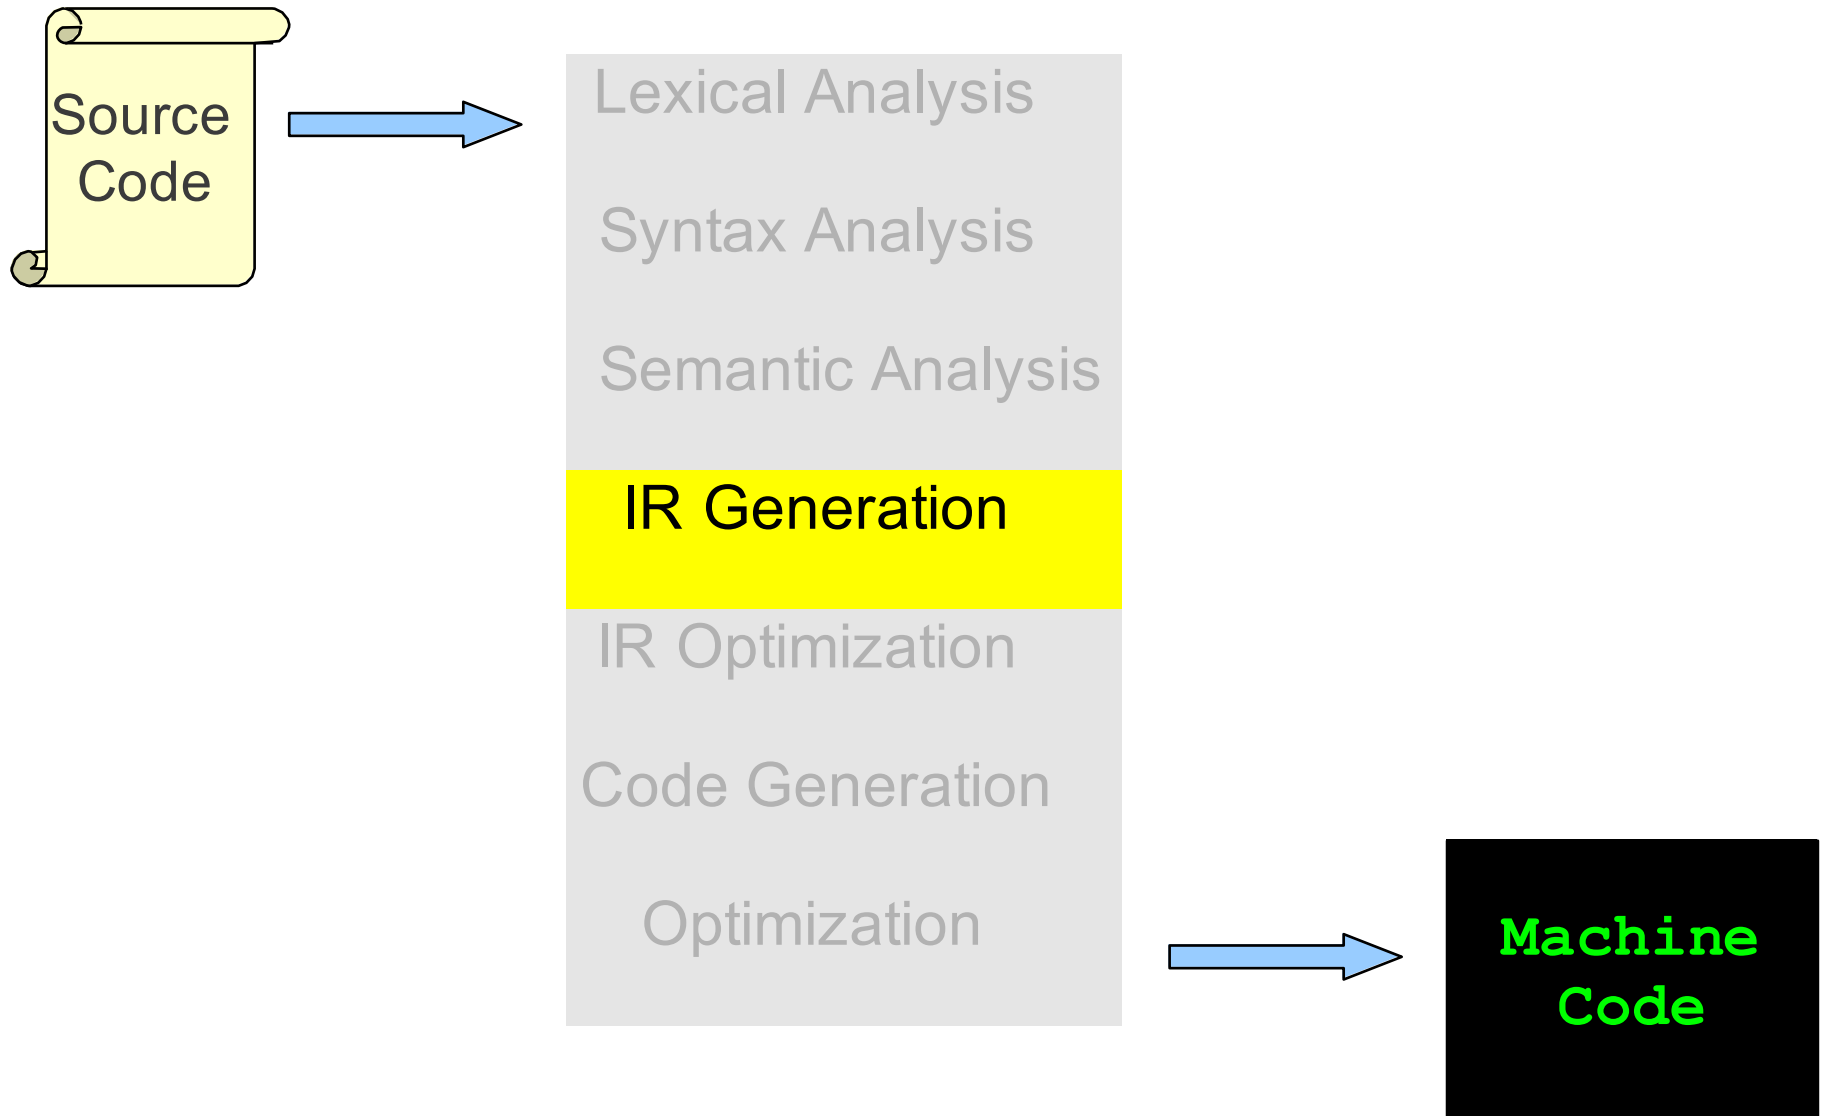 Source
Code
Lexical Analysis
Syntax Analysis
Semantic Analysis
IR Generation
IR Optimization
Code Generation
Optimization
Machine
Code